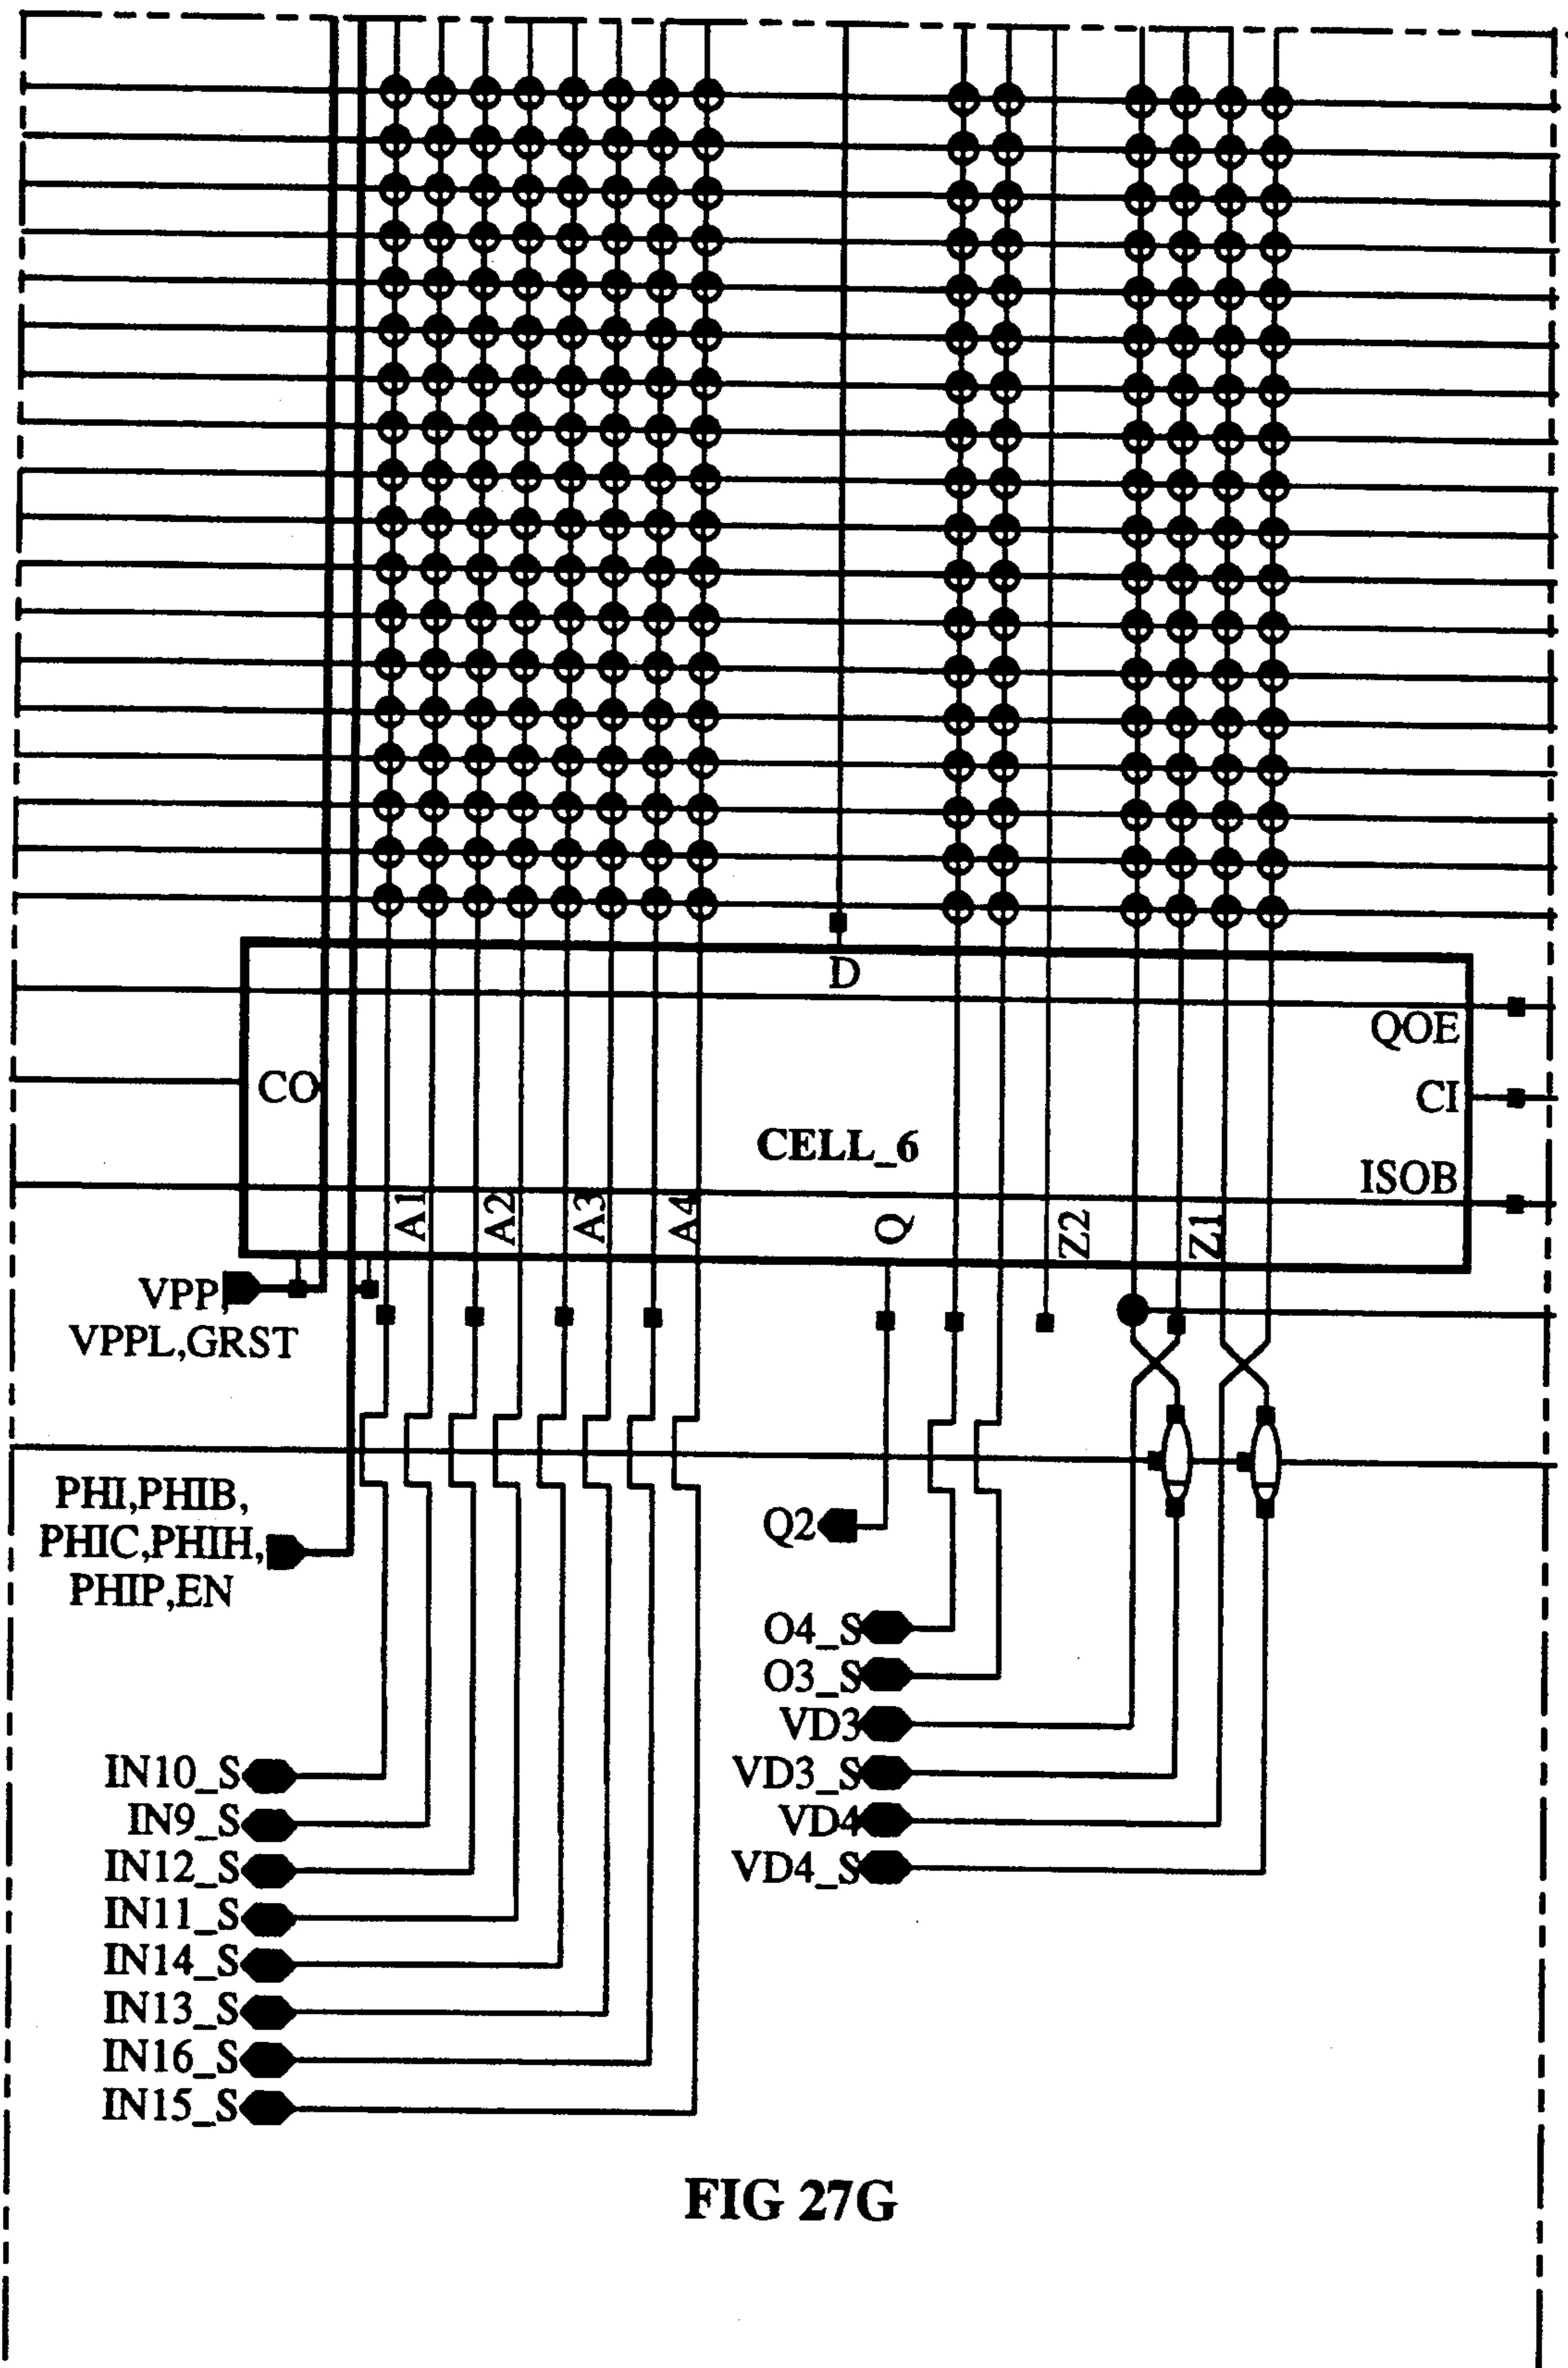 D
QOE
CO
CI
CELL_6
ISOB
A1
A2
A3
A4
Q
Z2
Z1
VPP,
VPPL,GRST
PHI,PHIB,
PHIC,PHIH,
PHIP,EN
Q2
O4_S
O3_S
VD3
VD3_S
VD4
VD4_S
IN10_S
IN9_S
IN12_S
IN11_S
IN14_S
IN13_S
IN16_S
IN15_S
FIG 27G